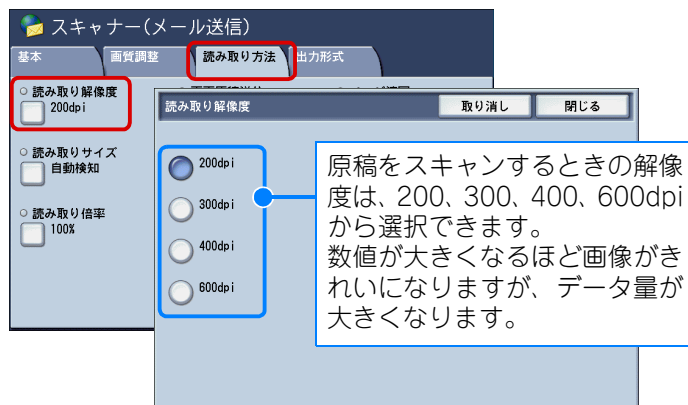 スキャナー(メール送信)
基本 画質調整 読み取り方法 出力形式
読み取り解像度
200dpi
読み取りサイズ
自動検知
読み取り倍率
100%
読み取り解像度 取り消し 閉じる
200dpi
300dpi
400dpi
600dpi
原稿をスキャンするときの解像
度は、200、300、400、600dpi
から選択できます。
数値が大きくなるほど画像がき
れいになりますが、データ量が
大きくなります。